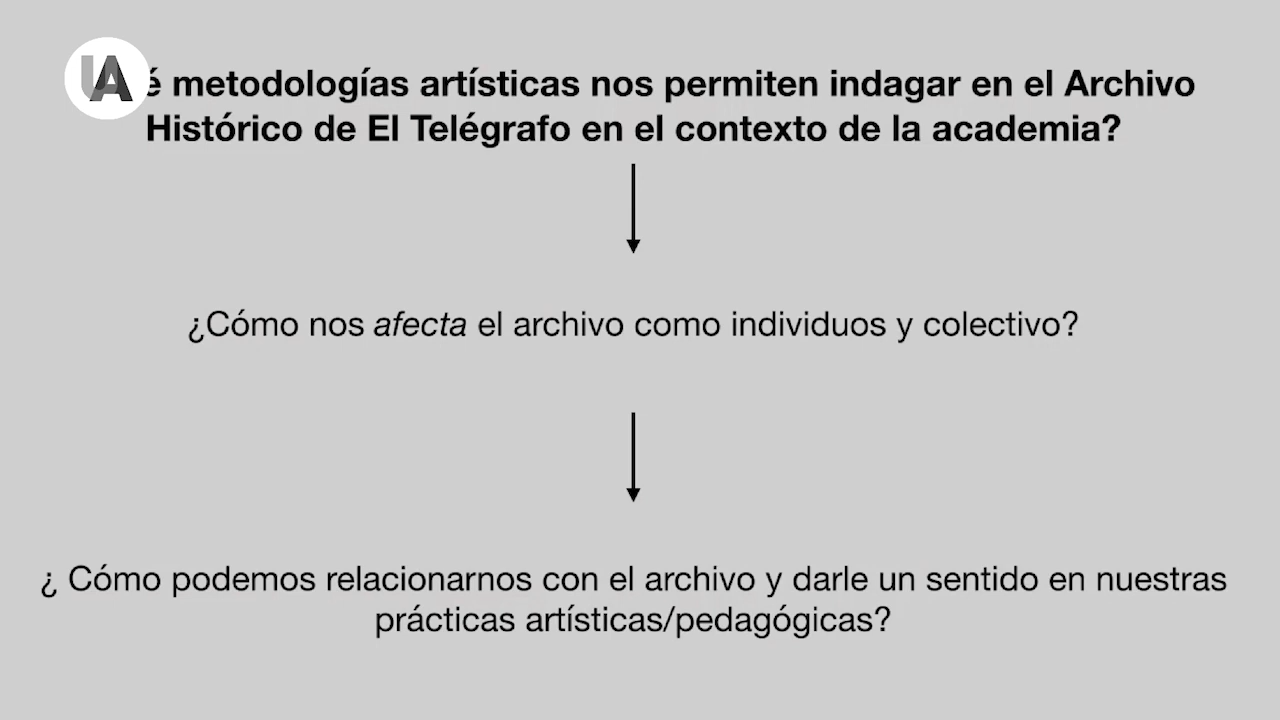 UA
é metodologías artísticas nos permiten indagar en el Archivo
Histórico de El Telégrafo en el contexto de la academia?
¿Cómo nos afecta el archivo como individuos y colectivo?
¿ Cómo podemos relacionarnos con el archivo y darle un sentido en nuestras
prácticas artísticas/pedagógicas?